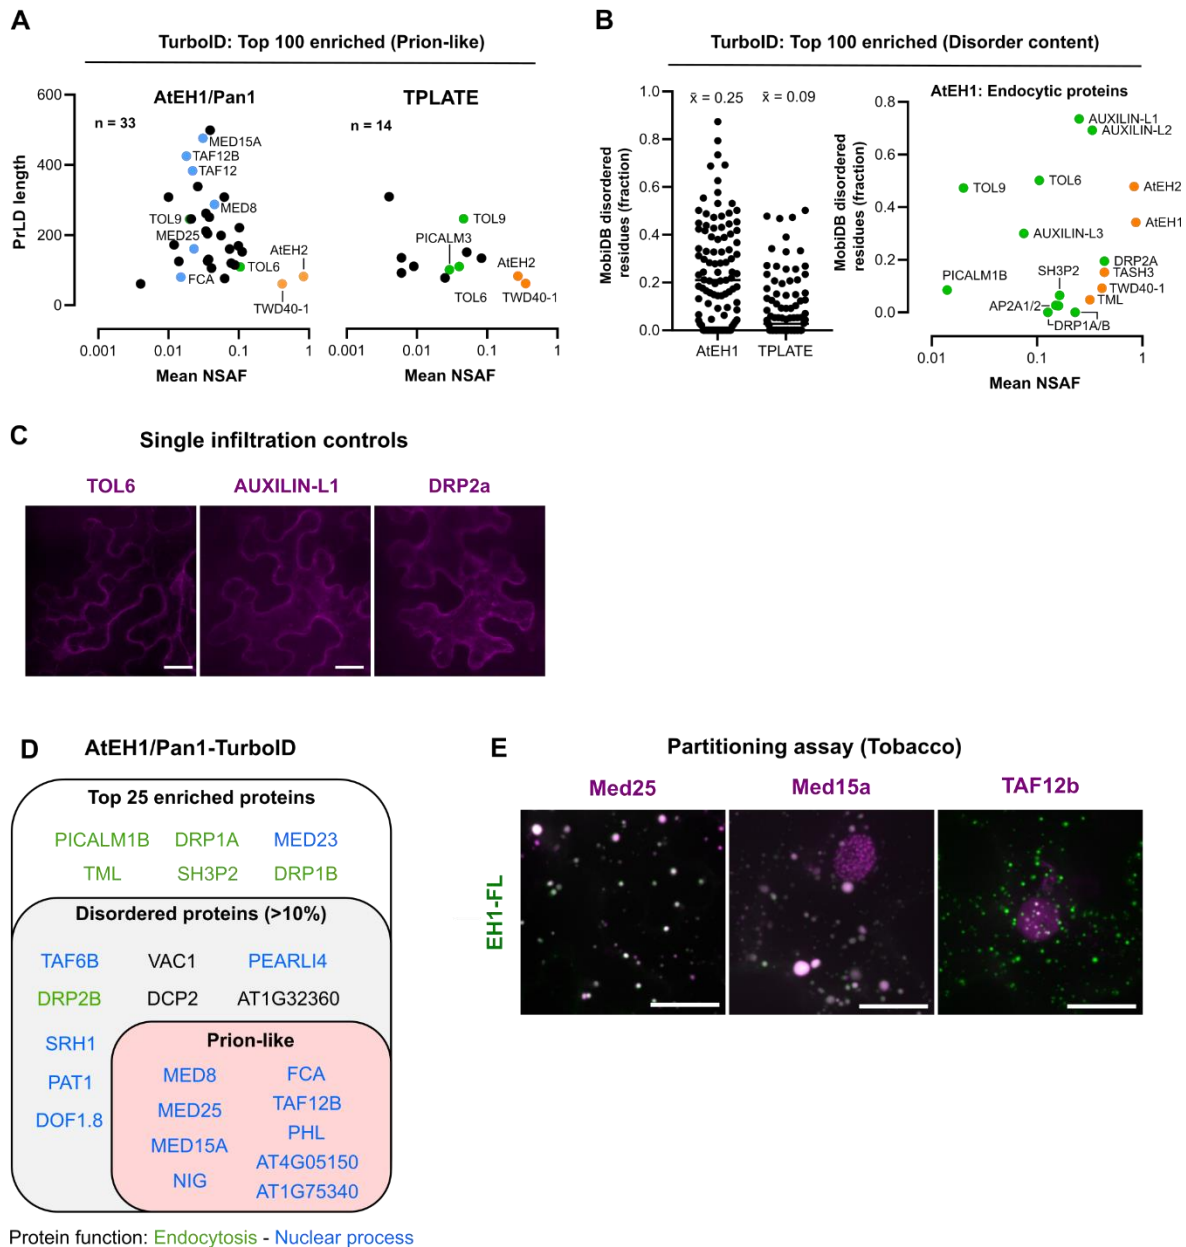 A
TurboID: Top 100 enriched (Prion-like)
AtEH1/Pan1
TPLATE
n = 33
n = 14
PrLD length
600
400
200
0
MED15A
TAF12B
TAF12
MED8
TOL9
MED25
FCA
TOL6
AtEH2
TWD40-1
TOL9
PICALM3
TOL6
AtEH2
TWD40-1
0.001
0.01
0.1
1
0.001
0.01
0.1
1
Mean NSAF
Mean NSAF
B
TurboID: Top 100 enriched (Disorder content)
x̄ = 0.25
x̄ = 0.09
MobiDB disordered
residues (fraction)
1.0
0.8
0.6
0.4
0.2
0.0
AtEH1
TPLATE
AtEH1: Endocytic proteins
MobiDB disordered
residues (fraction)
0.8
0.6
0.4
0.2
0.0
AUXILIN-L1
AUXILIN-L2
TOL9
TOL6
AtEH2
AtEH1
AUXILIN-L3
DRP2A
TASH3
TWD40-1
TML
PICALM1B
SH3P2
AP2A1/2
DRP1A/B
0.01
0.1
1
Mean NSAF
C
Single infiltration controls
TOL6
AUXILIN-L1
DRP2a
D
AtEH1/Pan1-TurboID
Top 25 enriched proteins
PICALM1B DRP1A MED23
TML SH3P2 DRP1B
Disordered proteins (>10%)
TAF6B VAC1 PEARLI4
DRP2B DCP2 AT1G32360
SRH1
PAT1
DOF1.8
Prion-like
MED8 FCA
MED25 TAF12B
MED15A PHL
NIG AT4G05150
AT1G75340
Protein function: Endocytosis - Nuclear process
E
Partitioning assay (Tobacco)
Med25
Med15a
TAF12b
EH1-FL